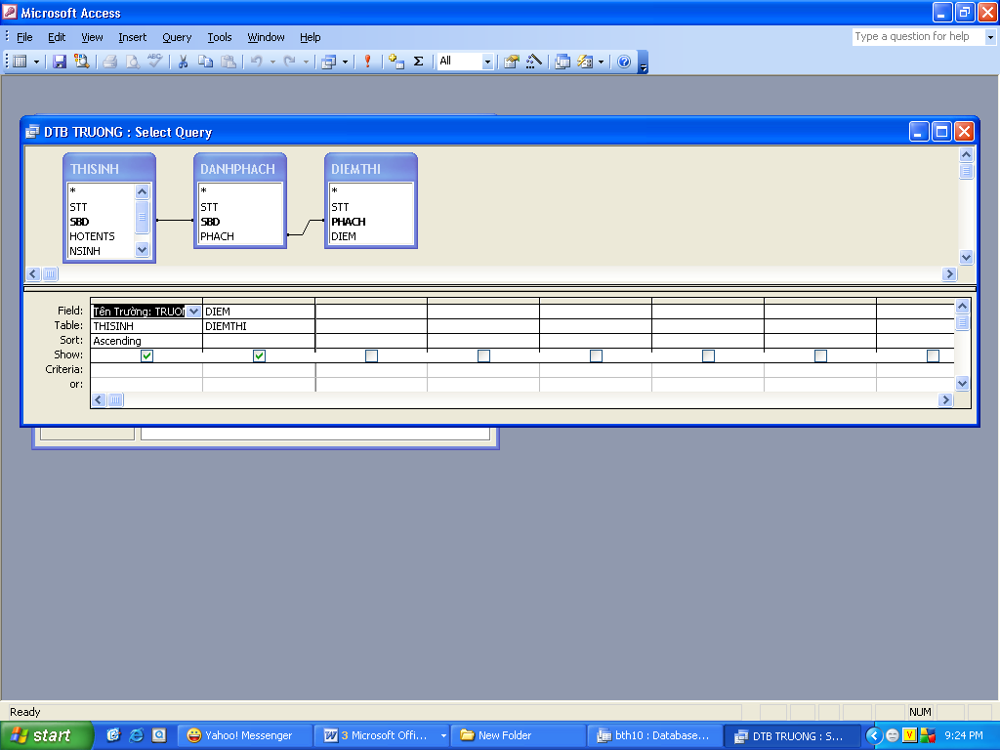 Microsoft Access
File Edit View Insert Query Tools Window Help
Type a question for help
All
DTB TRUONG : Select Query
THISINH
*
STT
SBD
HOTENTS
NSINH
DANHPHACH
*
STT
SBD
PHACH
DIEMTHI
*
STT
PHACH
DIEM
Field: Tên Trường: TRUO DIEM
Table: THISINH DIEMTHI
Sort: Ascending
Show:
Criteria:
or:
Ready
NUM
start
Yahoo! Messenger
3 Microsoft Offi...
New Folder
bth10 : Database...
DTB TRUONG : S...
9:24 PM